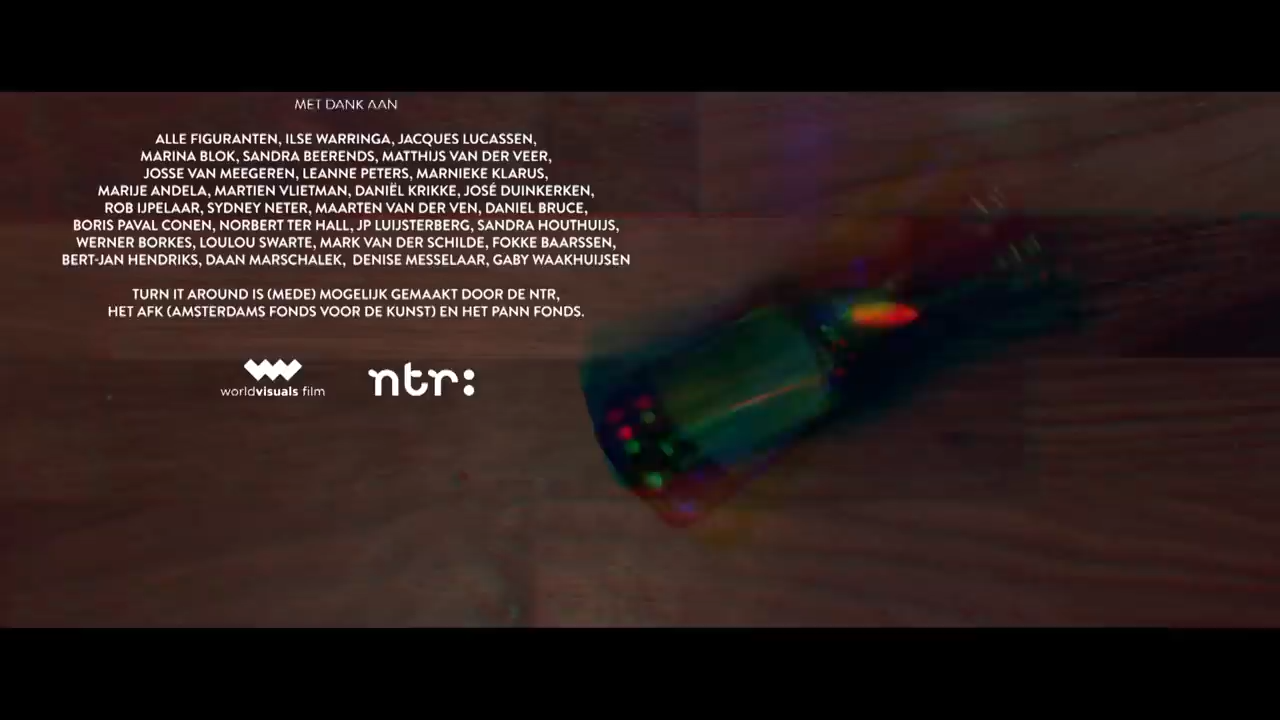 MET DANK AAN
ALLE FIGURANTEN, ILSE WARRINGA, JACQUES LUCASSEN,
MARINA BLOK, SANDRA BEERENDS, MATTHIJS VAN DER VEER,
JOSSE VAN MEEGEREN, LEANNE PETERS, MARNIEKE KLARUS,
MARIJE ANDELA, MARTIEN VLIETMAN, DANIËL KRIKKE, JOSÉ DUINKERKEN,
ROB IJPELAAR, SYDNEY NETER, MAARTEN VAN DER VEN, DANIEL BRUCE,
BORIS PAVAL CONEN, NORBERT TER HALL, JP LUIJSTERBERG, SANDRA HOUTHUIJS,
WERNER BORKES, LOULOU SWARTE, MARK VAN DER SCHILDE, FOKKE BAARSSEN,
BERT-JAN HENDRIKS, DAAN MARSCHALEK, DENISE MESSELAAR, GABY WAAKHUIJSEN
TURN IT AROUND IS (MEDE) MOGELIJK GEMAAKT DOOR DE NTR,
HET AFK (AMSTERDAMS FONDS VOOR DE KUNST) EN HET PANN FONDS.
worldvisuals film
ntr: